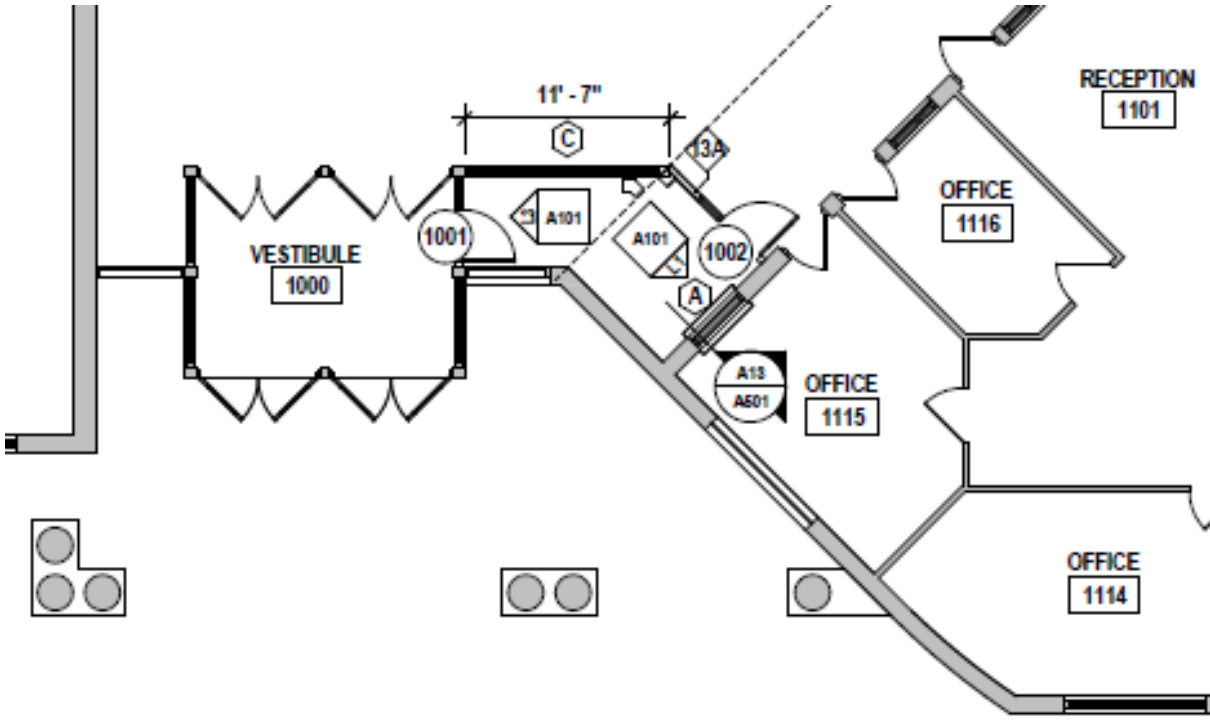 11' - 7"
C
13A
RECEPTION
1101
OFFICE
1116
1001
13
A101
A101
1002
VESTIBULE
1000
A
A13
A501
OFFICE
1115
OFFICE
1114